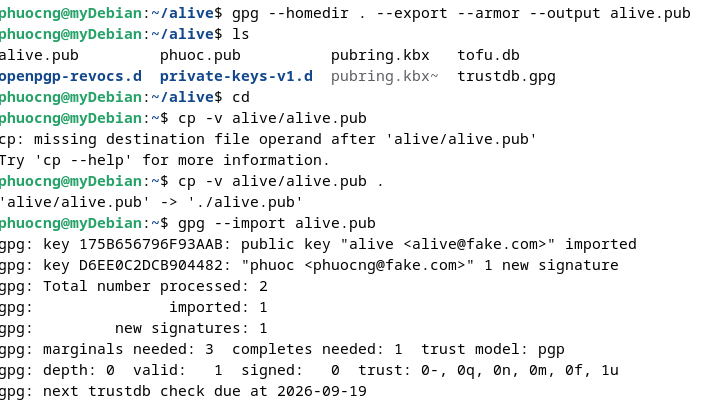 phuocng@myDebian:~/alive$ gpg --homedir . --export --armor --output alive.pub
phuocng@myDebian:~/alive$ ls
alive.pub         phuoc.pub          pubring.kbx   tofu.db
openpgp-revocs.d  private-keys-v1.d  pubring.kbx~  trustdb.gpg
phuocng@myDebian:~/alive$ cd
phuocng@myDebian:~$ cp -v alive/alive.pub
cp: missing destination file operand after 'alive/alive.pub'
Try 'cp --help' for more information.
phuocng@myDebian:~$ cp -v alive/alive.pub .
'alive/alive.pub' -> './alive.pub'
phuocng@myDebian:~$ gpg --import alive.pub
gpg: key 175B656796F93AAB: public key "alive <alive@fake.com>" imported
gpg: key D6EE0C2DCB904482: "phuoc <phuocng@fake.com>" 1 new signature
gpg: Total number processed: 2
gpg:               imported: 1
gpg:         new signatures: 1
gpg: marginals needed: 3  completes needed: 1  trust model: pgp
gpg: depth: 0  valid:   1  signed:   0  trust: 0-, 0q, 0n, 0m, 0f, 1u
gpg: next trustdb check due at 2026-09-19